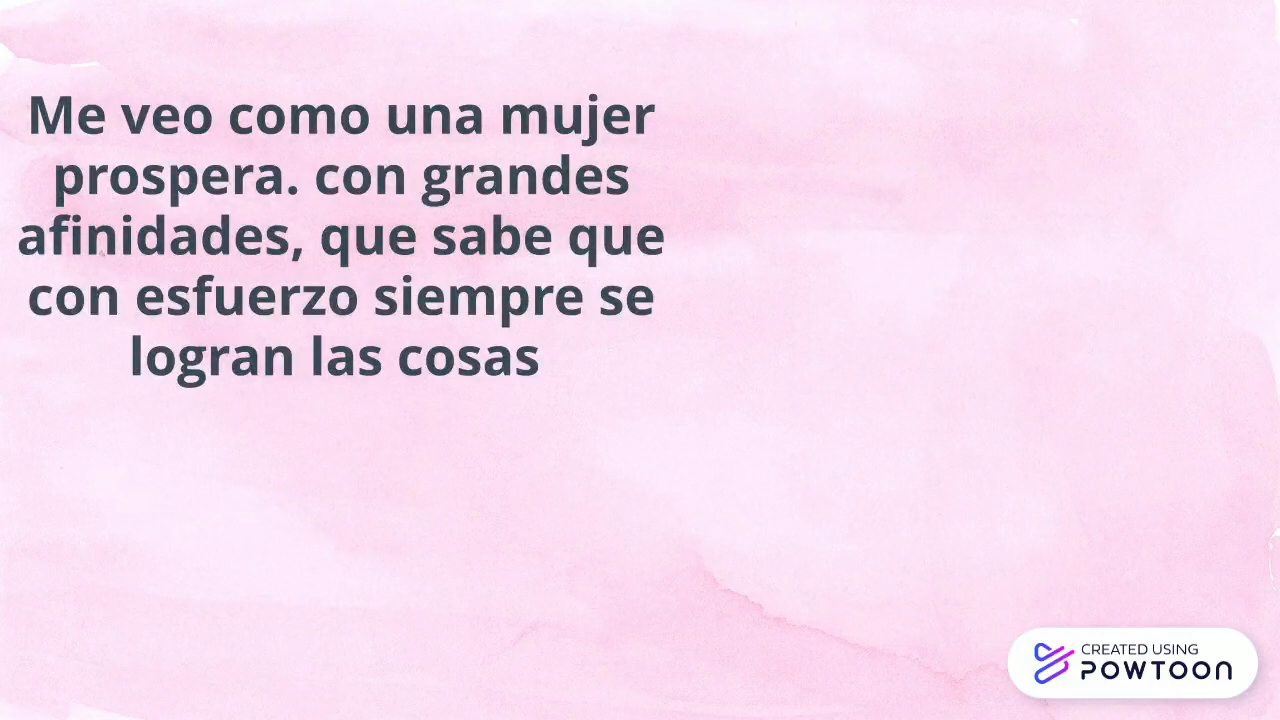 Me veo como una mujer
prospera. con grandes
afinidades, que sabe que
con esfuerzo siempre se
logran las cosas
CREATED USING
POWTOON